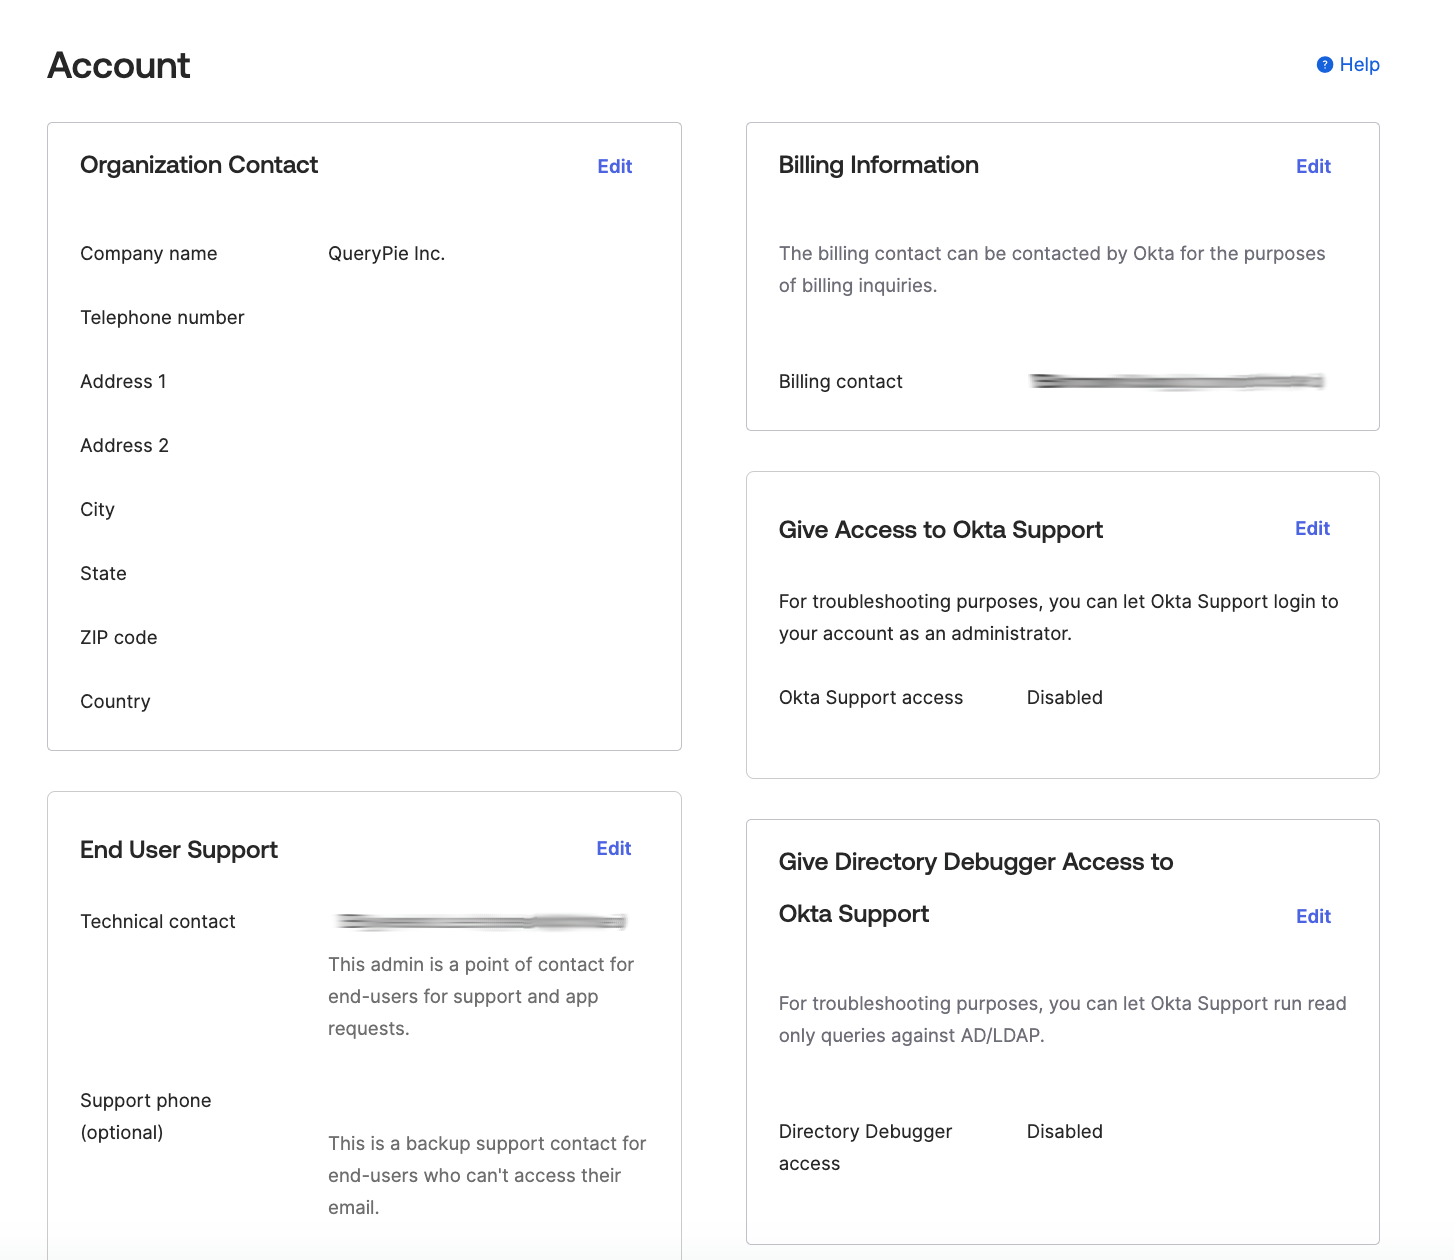 Account
Help
Organization Contact
Edit
Company name
QueryPie Inc.
Telephone number
Address 1
Address 2
City
State
ZIP code
Country
End User Support
Edit
Technical contact
This admin is a point of contact for
end-users for support and app
requests.
Support phone
(optional)
This is a backup support contact for
end-users who can't access their
email.
Billing Information
Edit
The billing contact can be contacted by Okta for the purposes
of billing inquiries.
Billing contact
Give Access to Okta Support
Edit
For troubleshooting purposes, you can let Okta Support login to
your account as an administrator.
Okta Support access
Disabled
Give Directory Debugger Access to
Okta Support
Edit
For troubleshooting purposes, you can let Okta Support run read
only queries against AD/LDAP.
Directory Debugger
access
Disabled